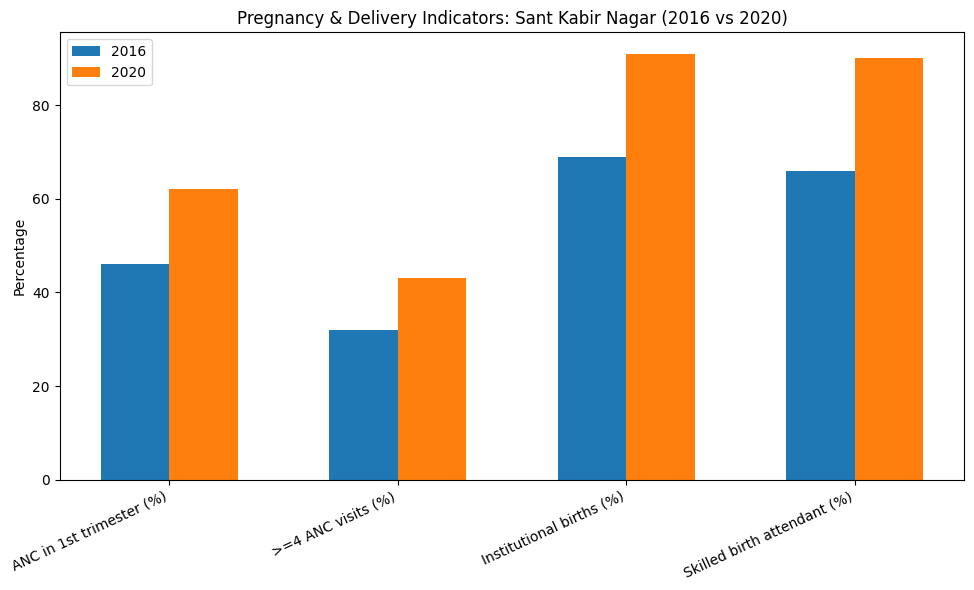 Pregnancy & Delivery Indicators: Sant Kabir Nagar (2016 vs 2020)
2016
2020
Percentage
80
60
40
20
0
ANC in 1st trimester (%)
>=4 ANC visits (%)
Institutional births (%)
Skilled birth attendant (%)